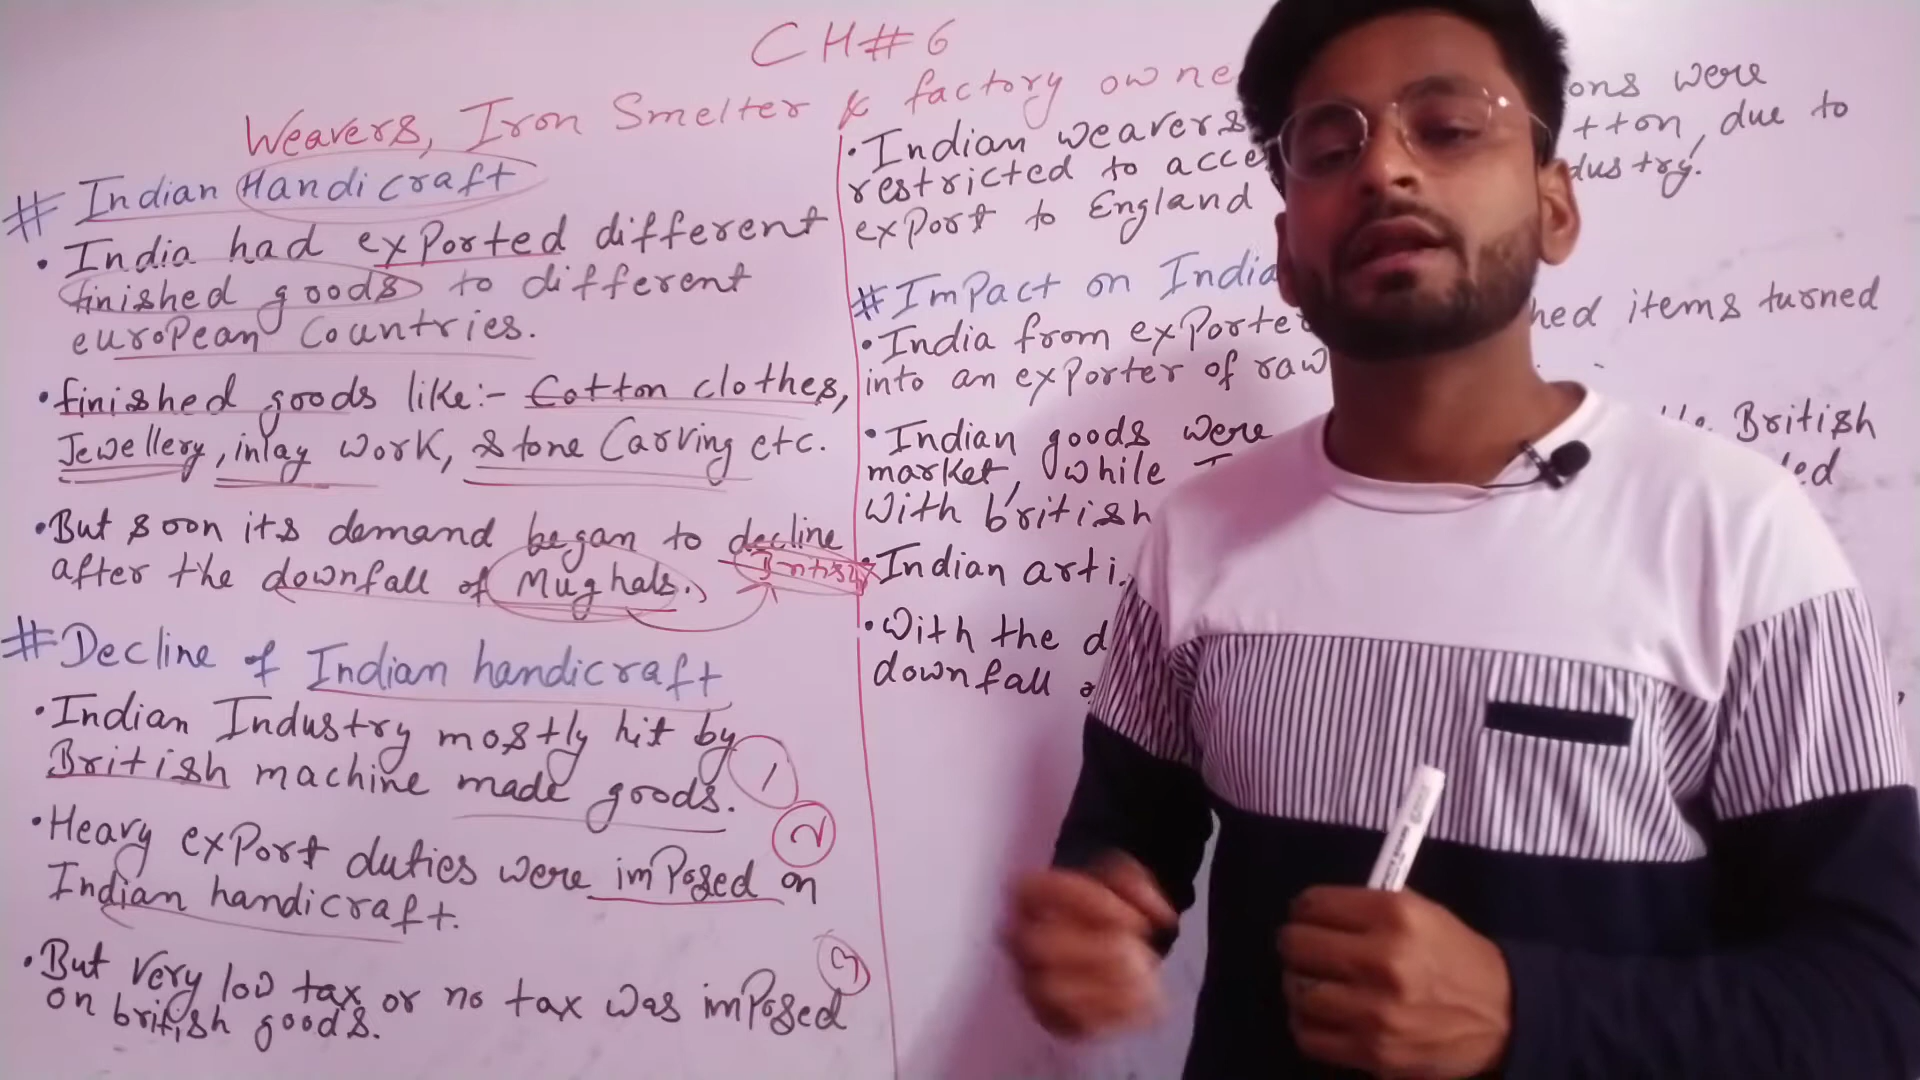 CH#6
Weavers, Iron Smelter & factory owne
# Indian Handicraft
• India had exported different
finished goods to different
european Countries.
• finished goods like:- Cotton clothes,
Jewellery, inlay work, stone Carving etc.
• But soon its demand began to decline
after the downfall of Mughals.
British
# Decline of Indian handicraft
• Indian Industry mostly hit by
British machine made goods. 1
• Heavy export duties were imposed on 2
Indian handicraft.
• But very low tax or no tax was imposed 3
on british goods.
• Indian weavers ons were
restricted to acce tton, due to
export to England dustry.
# Impact on India
• India from exporte hed items turned
into an exporter of raw
• Indian goods were British
market, while ed
with british
• Indian arti
• With the d
downfall